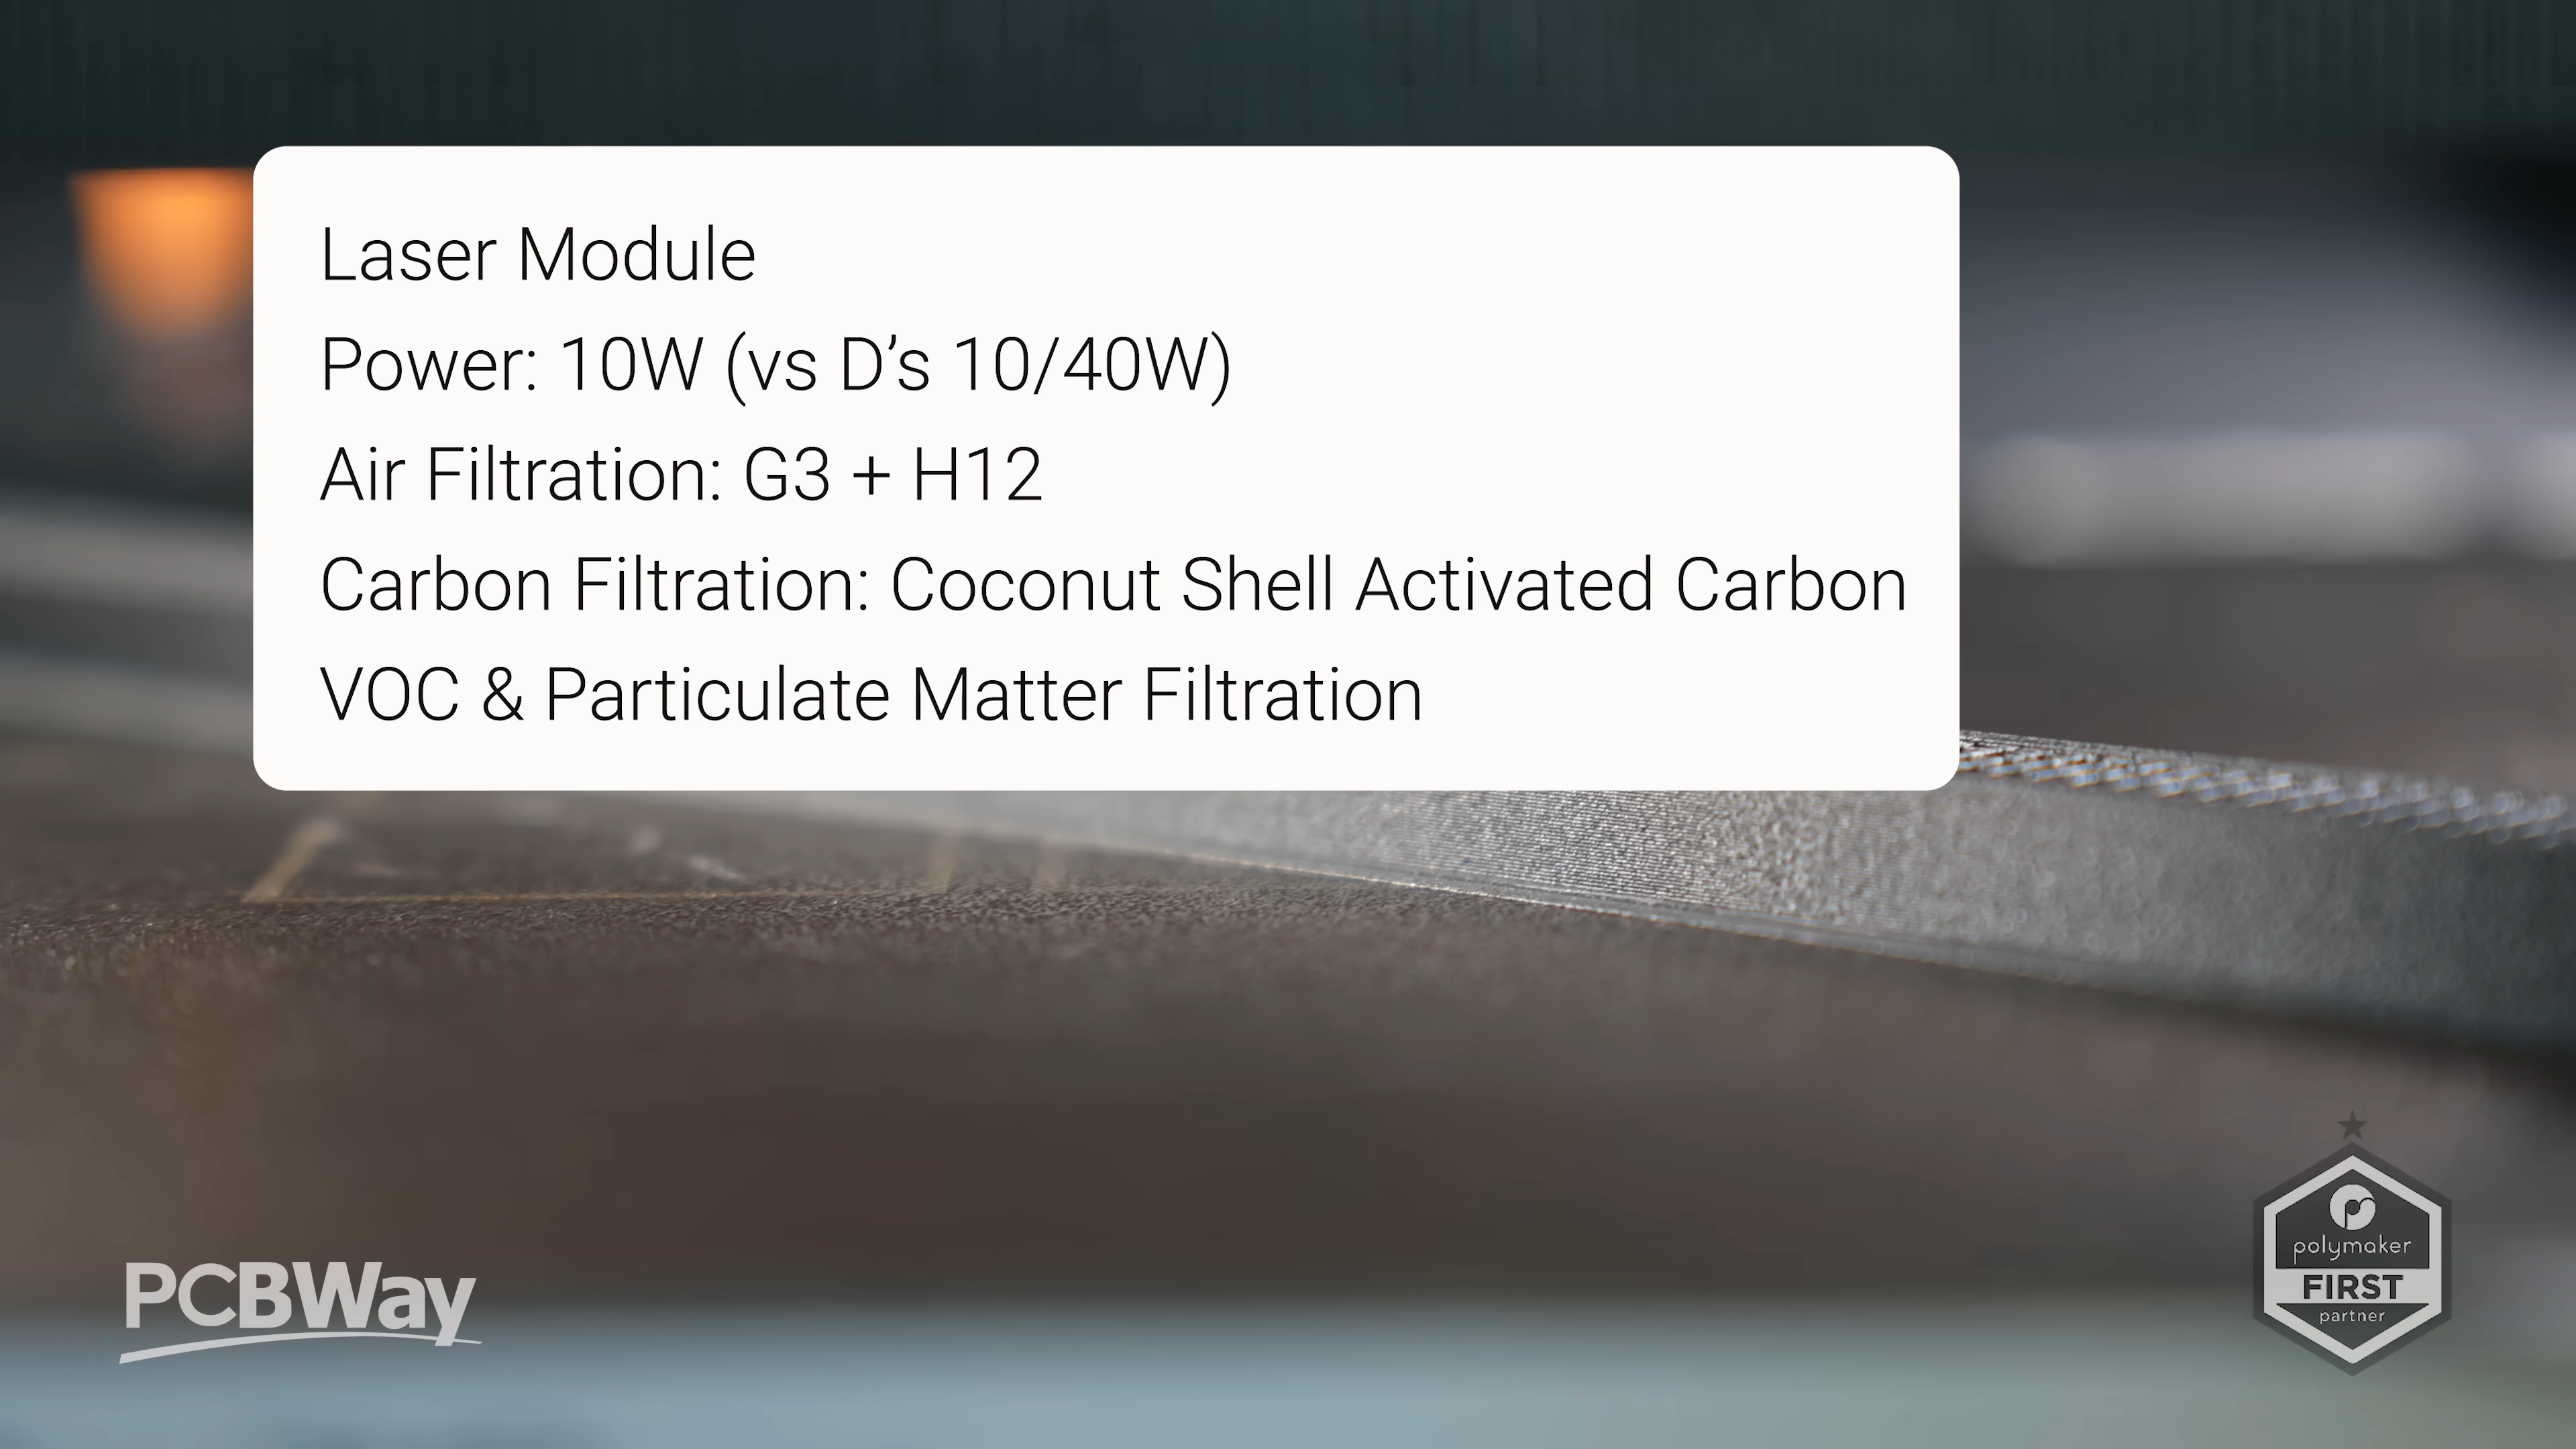 Laser Module
Power: 10W (vs D’s 10/40W)
Air Filtration: G3 + H12
Carbon Filtration: Coconut Shell Activated Carbon
VOC & Particulate Matter Filtration
PCBWay
polymaker
FIRST
partner